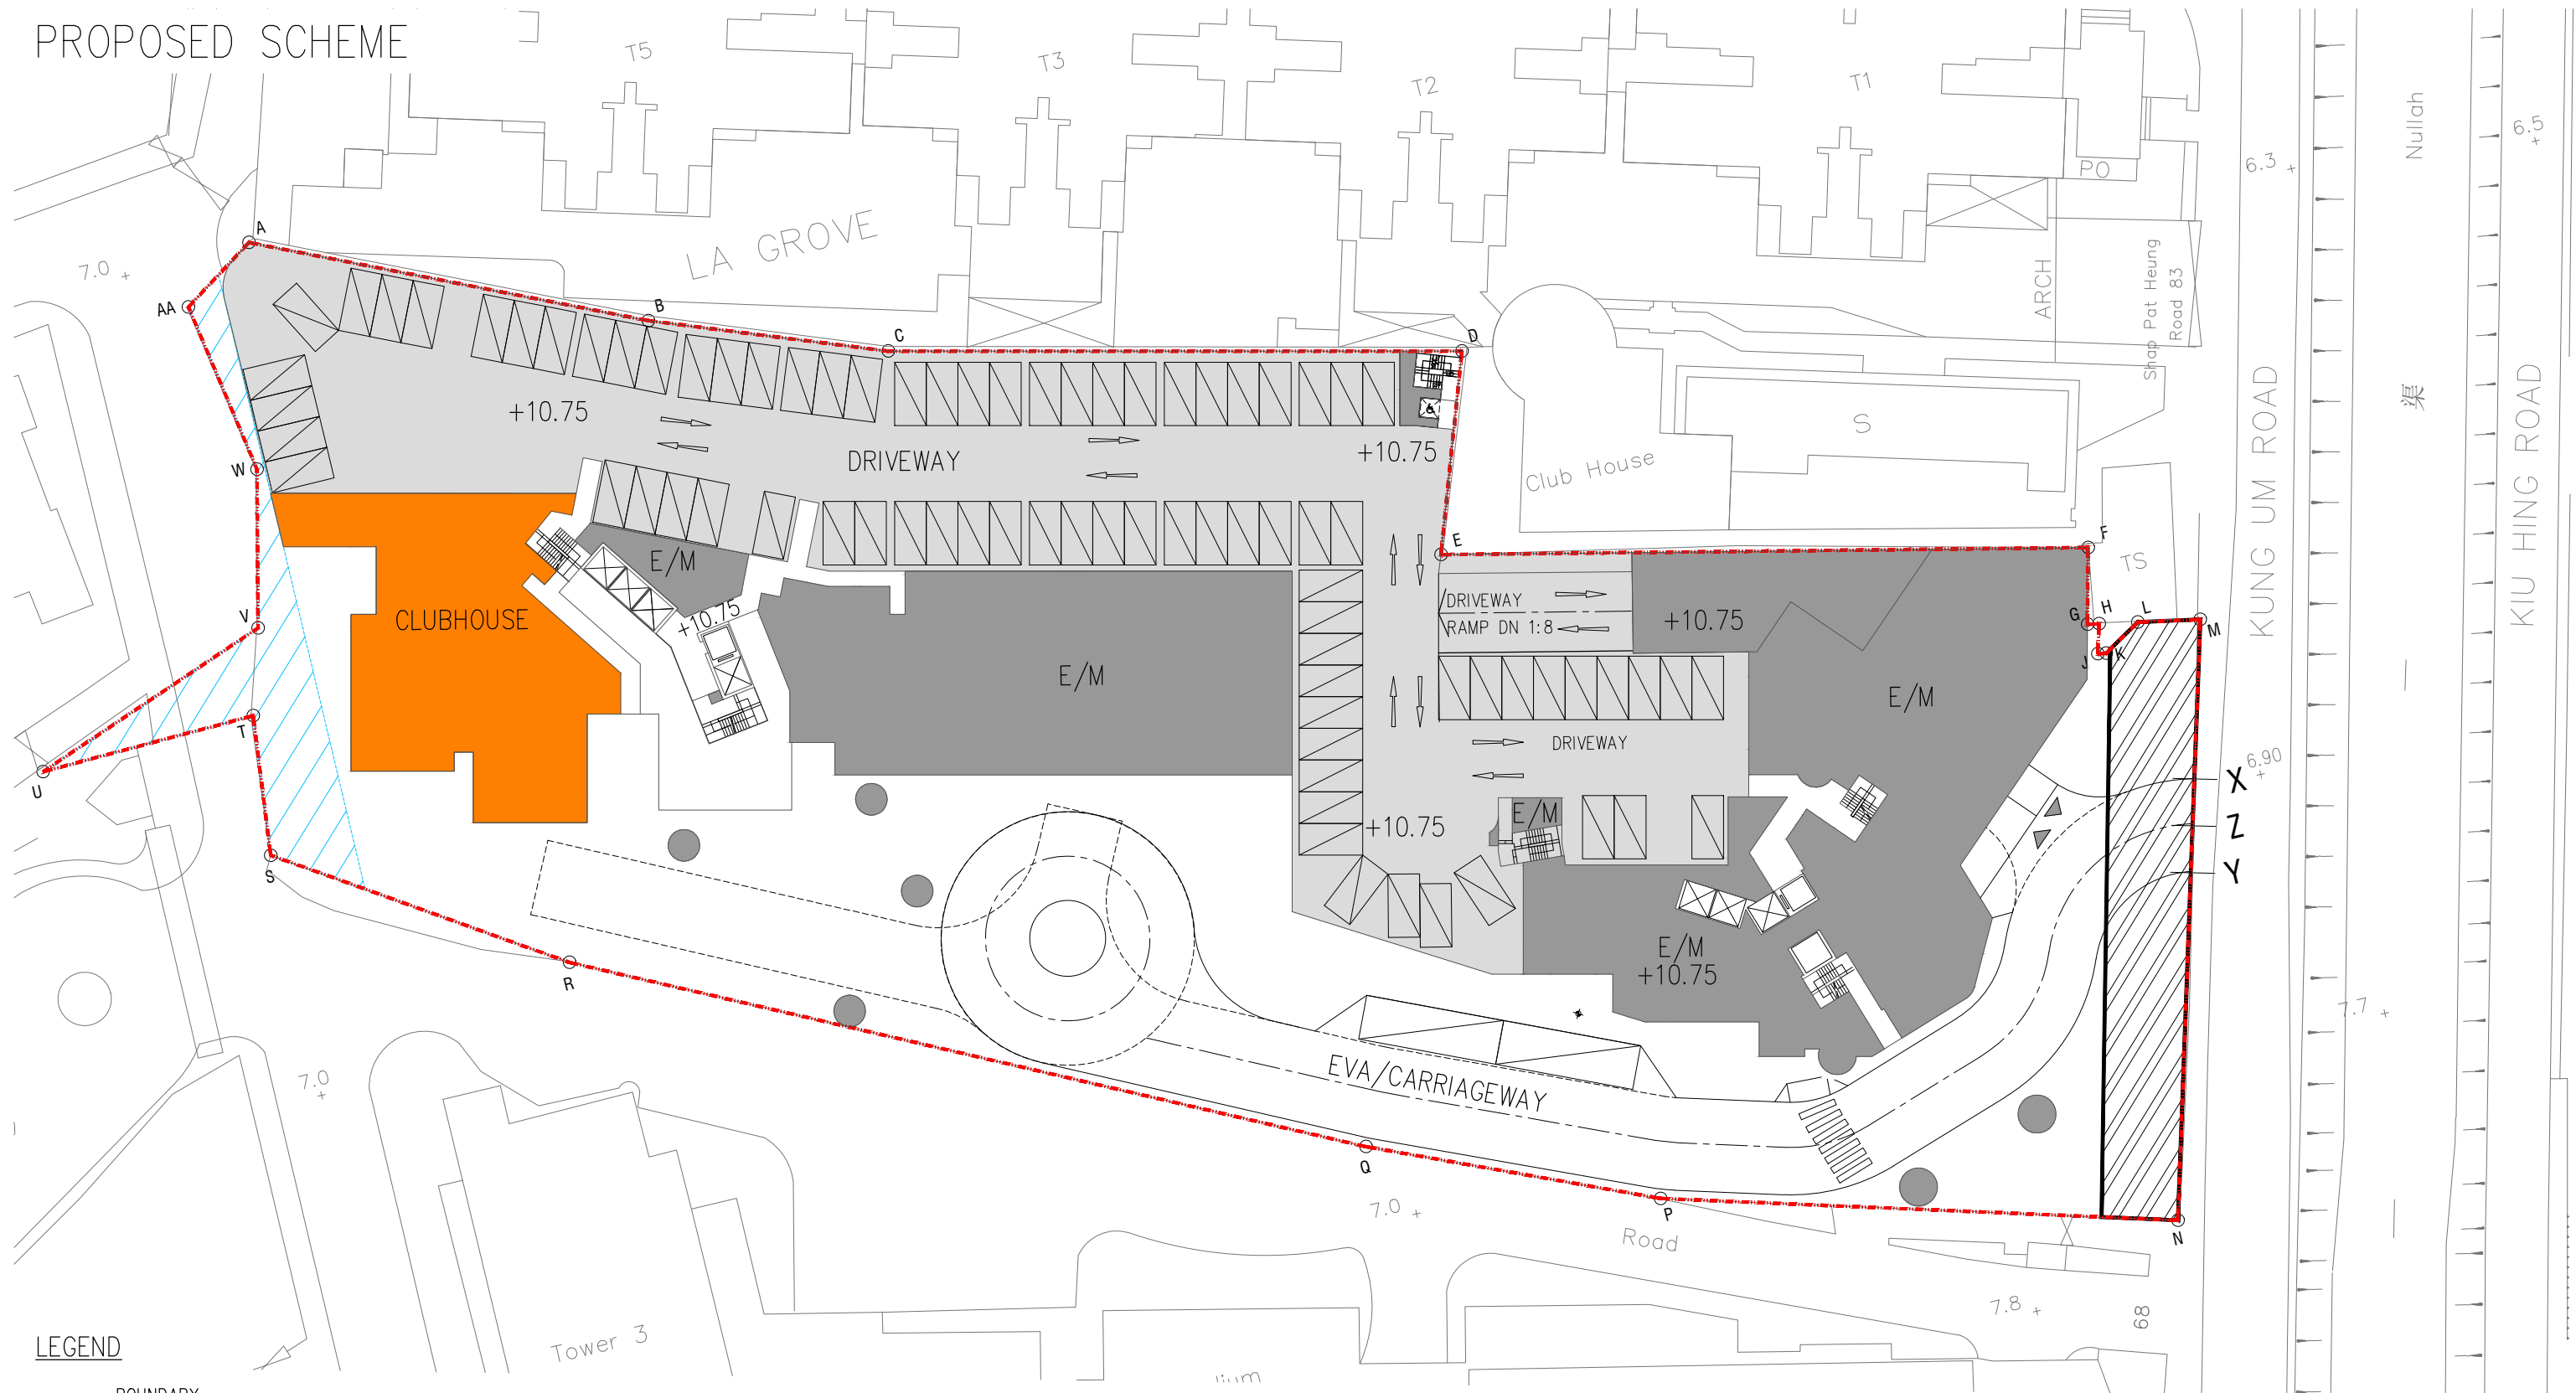 PROPOSED SCHEME
T5
T3
T2
T1
PO
6.3
Nullah
6.5
LA GROVE
ARCH
Shap Pat Heung
Road 83
7.0
A
AA
B
C
D
S
渠
KUNG UM ROAD
KIU HING ROAD
+10.75
DRIVEWAY
+10.75
Club House
W
E
F
TS
E/M
CLUBHOUSE
+10.75
E/M
DRIVEWAY
RAMP DN 1:8
+10.75
G
H
L
M
J
K
V
T
U
E/M
DRIVEWAY
6.90
X
Z
Y
E/M
+10.75
S
R
E/M
+10.75
EVA/CARRIAGEWAY
7.7
7.0
Q
P
7.0
Road
N
7.8
68
Tower 3
LEGEND
BOUNDARY